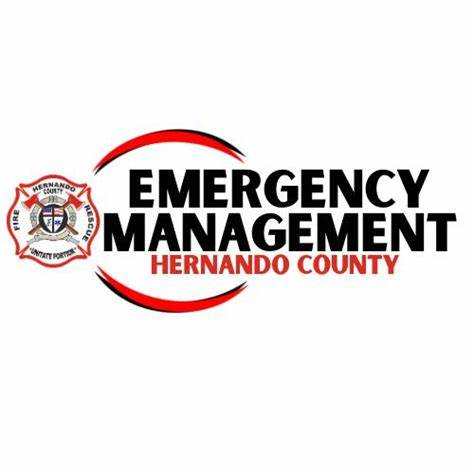 HERNANDO
COUNTY
FIRE
RESCUE
UNITATE FORTIOR
EMERGENCY
MANAGEMENT
HERNANDO COUNTY